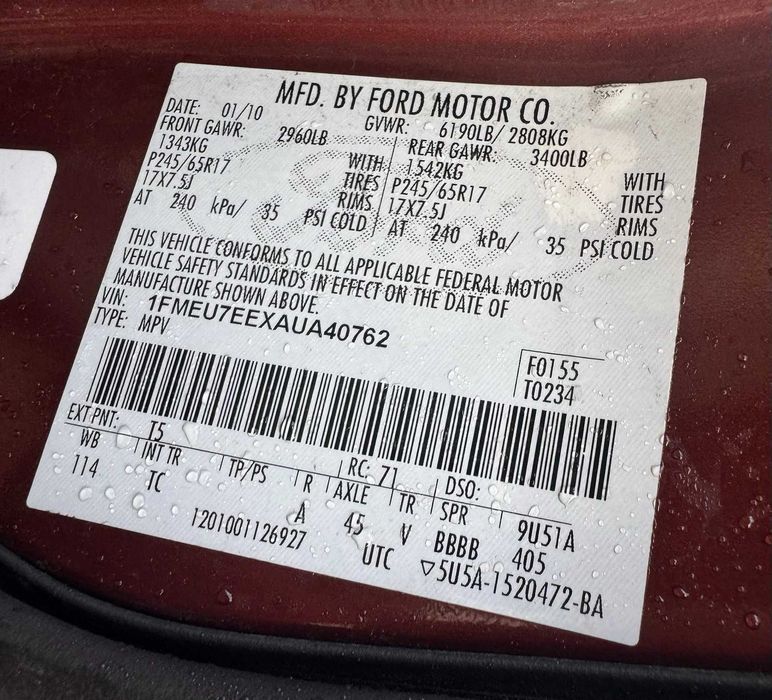 MFD. BY FORD MOTOR CO.
DATE: 01/10 GVWR: 6190LB/ 2808KG
FRONT GAWR: 2960LB REAR GAWR: 3400LB
1343KG WITH 1542KG WITH
P245/65R17 TIRES P245/65R17 TIRES
17X7.5J RIMS 17X7.5J RIMS
AT 240 kPa/ 35 PSI COLD AT 240 kPa/ 35 PSI COLD
THIS VEHICLE CONFORMS TO ALL APPLICABLE FEDERAL MOTOR
VEHICLE SAFETY STANDARDS IN EFFECT ON THE DATE OF
MANUFACTURE SHOWN ABOVE.
VIN: 1FMEU7EEXAUA40762
TYPE: MPV
F0155
T0234
EXT PNT: T5 RC: 71 DSO:
WB INT TR TP/PS R AXLE TR SPR 9U51A
114 TC A 45 V BBBB 405
1201001126927 UTC ▽5U5A-1520472-BA